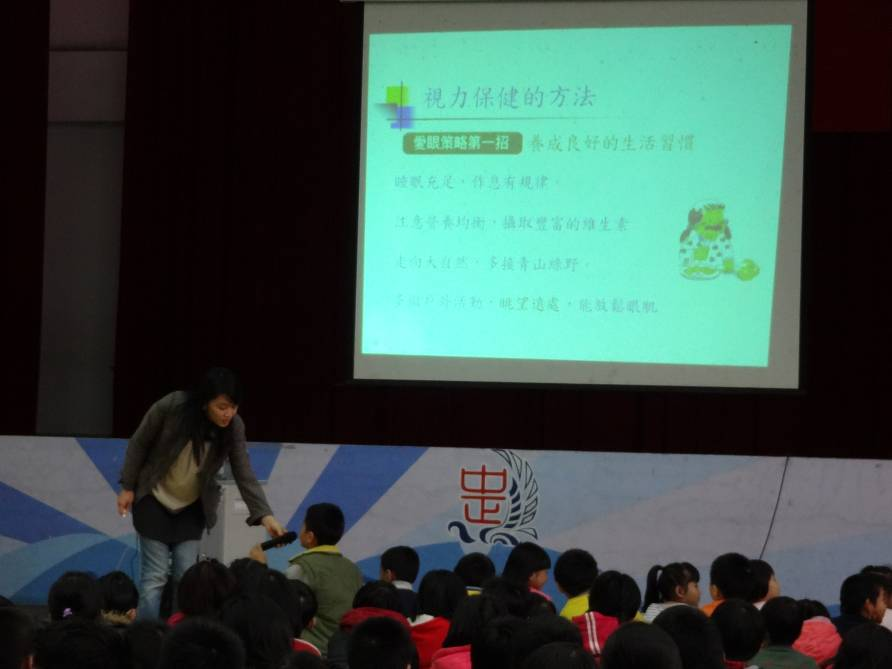 視力保健的方法
愛眼策略第一招 養成良好的生活習慣
睡眠充足，作息有規律。
注意營養均衡，攝取豐富的維生素
走向大自然，多接青山綠野。
多做戶外活動，眺望遠處，能放鬆眼肌